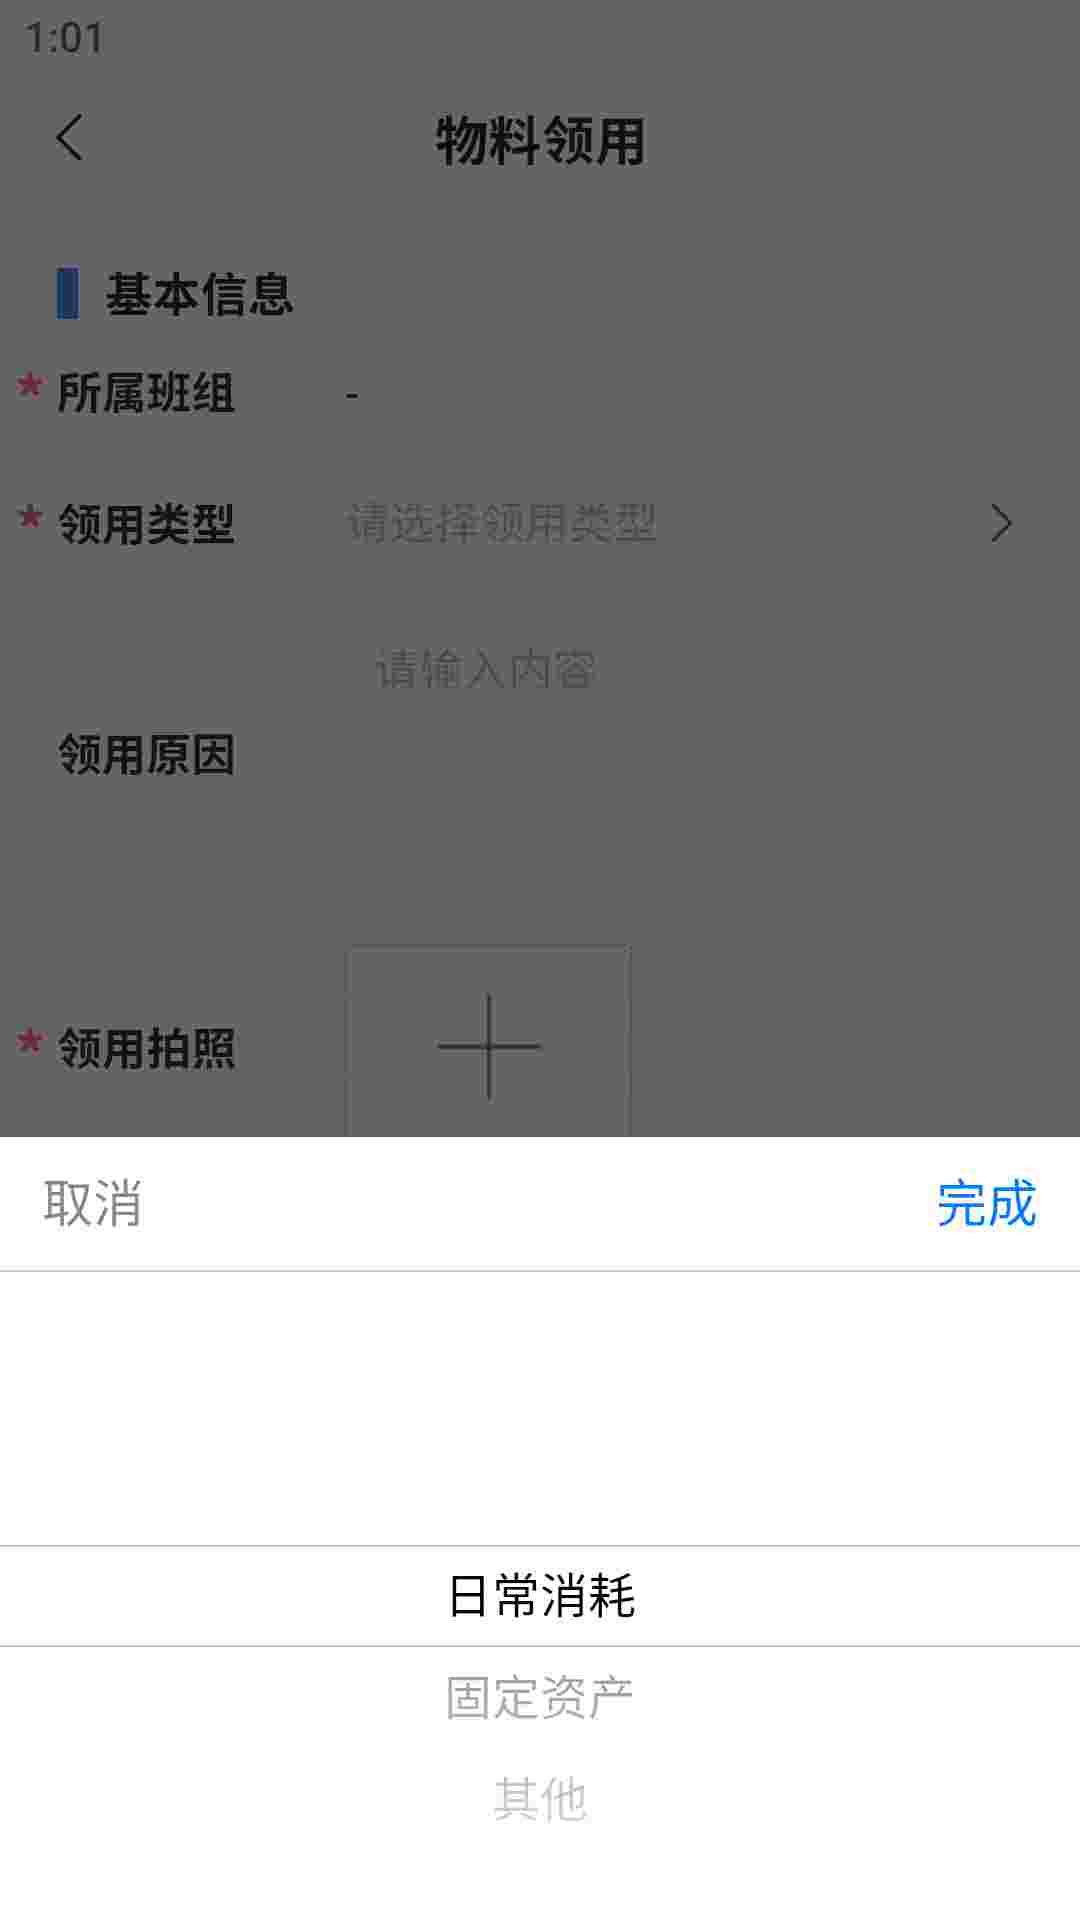 1:01
物料领用
基本信息
* 所属班组 -
* 领用类型 请选择领用类型
请输入内容
领用原因
* 领用拍照
取消 完成
日常消耗
固定资产
其他